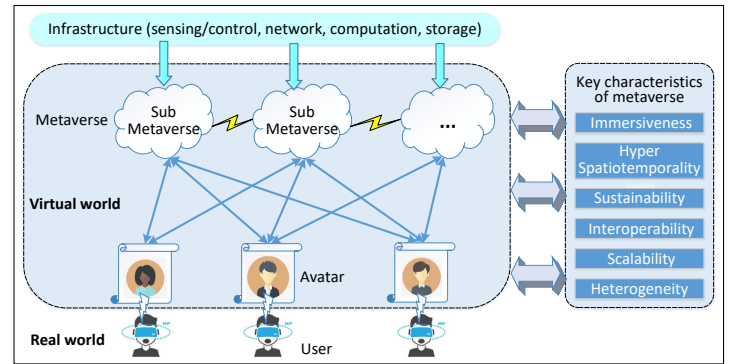 Infrastructure (sensing/control, network, computation, storage)
Metaverse
Sub
Metaverse
Sub
Metaverse
...
Virtual world
Avatar
Real world
User
Key characteristics
of metaverse
Immersiveness
Hyper
Spatiotemporality
Sustainability
Interoperability
Scalability
Heterogeneity